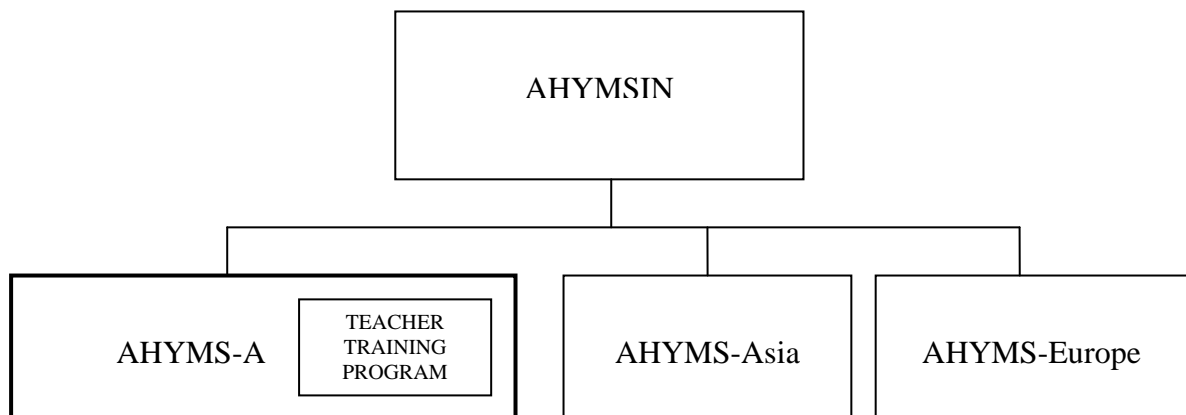 AHYMSIN
AHYMS-A
TEACHER
TRAINING
PROGRAM
AHYMS-Asia
AHYMS-Europe